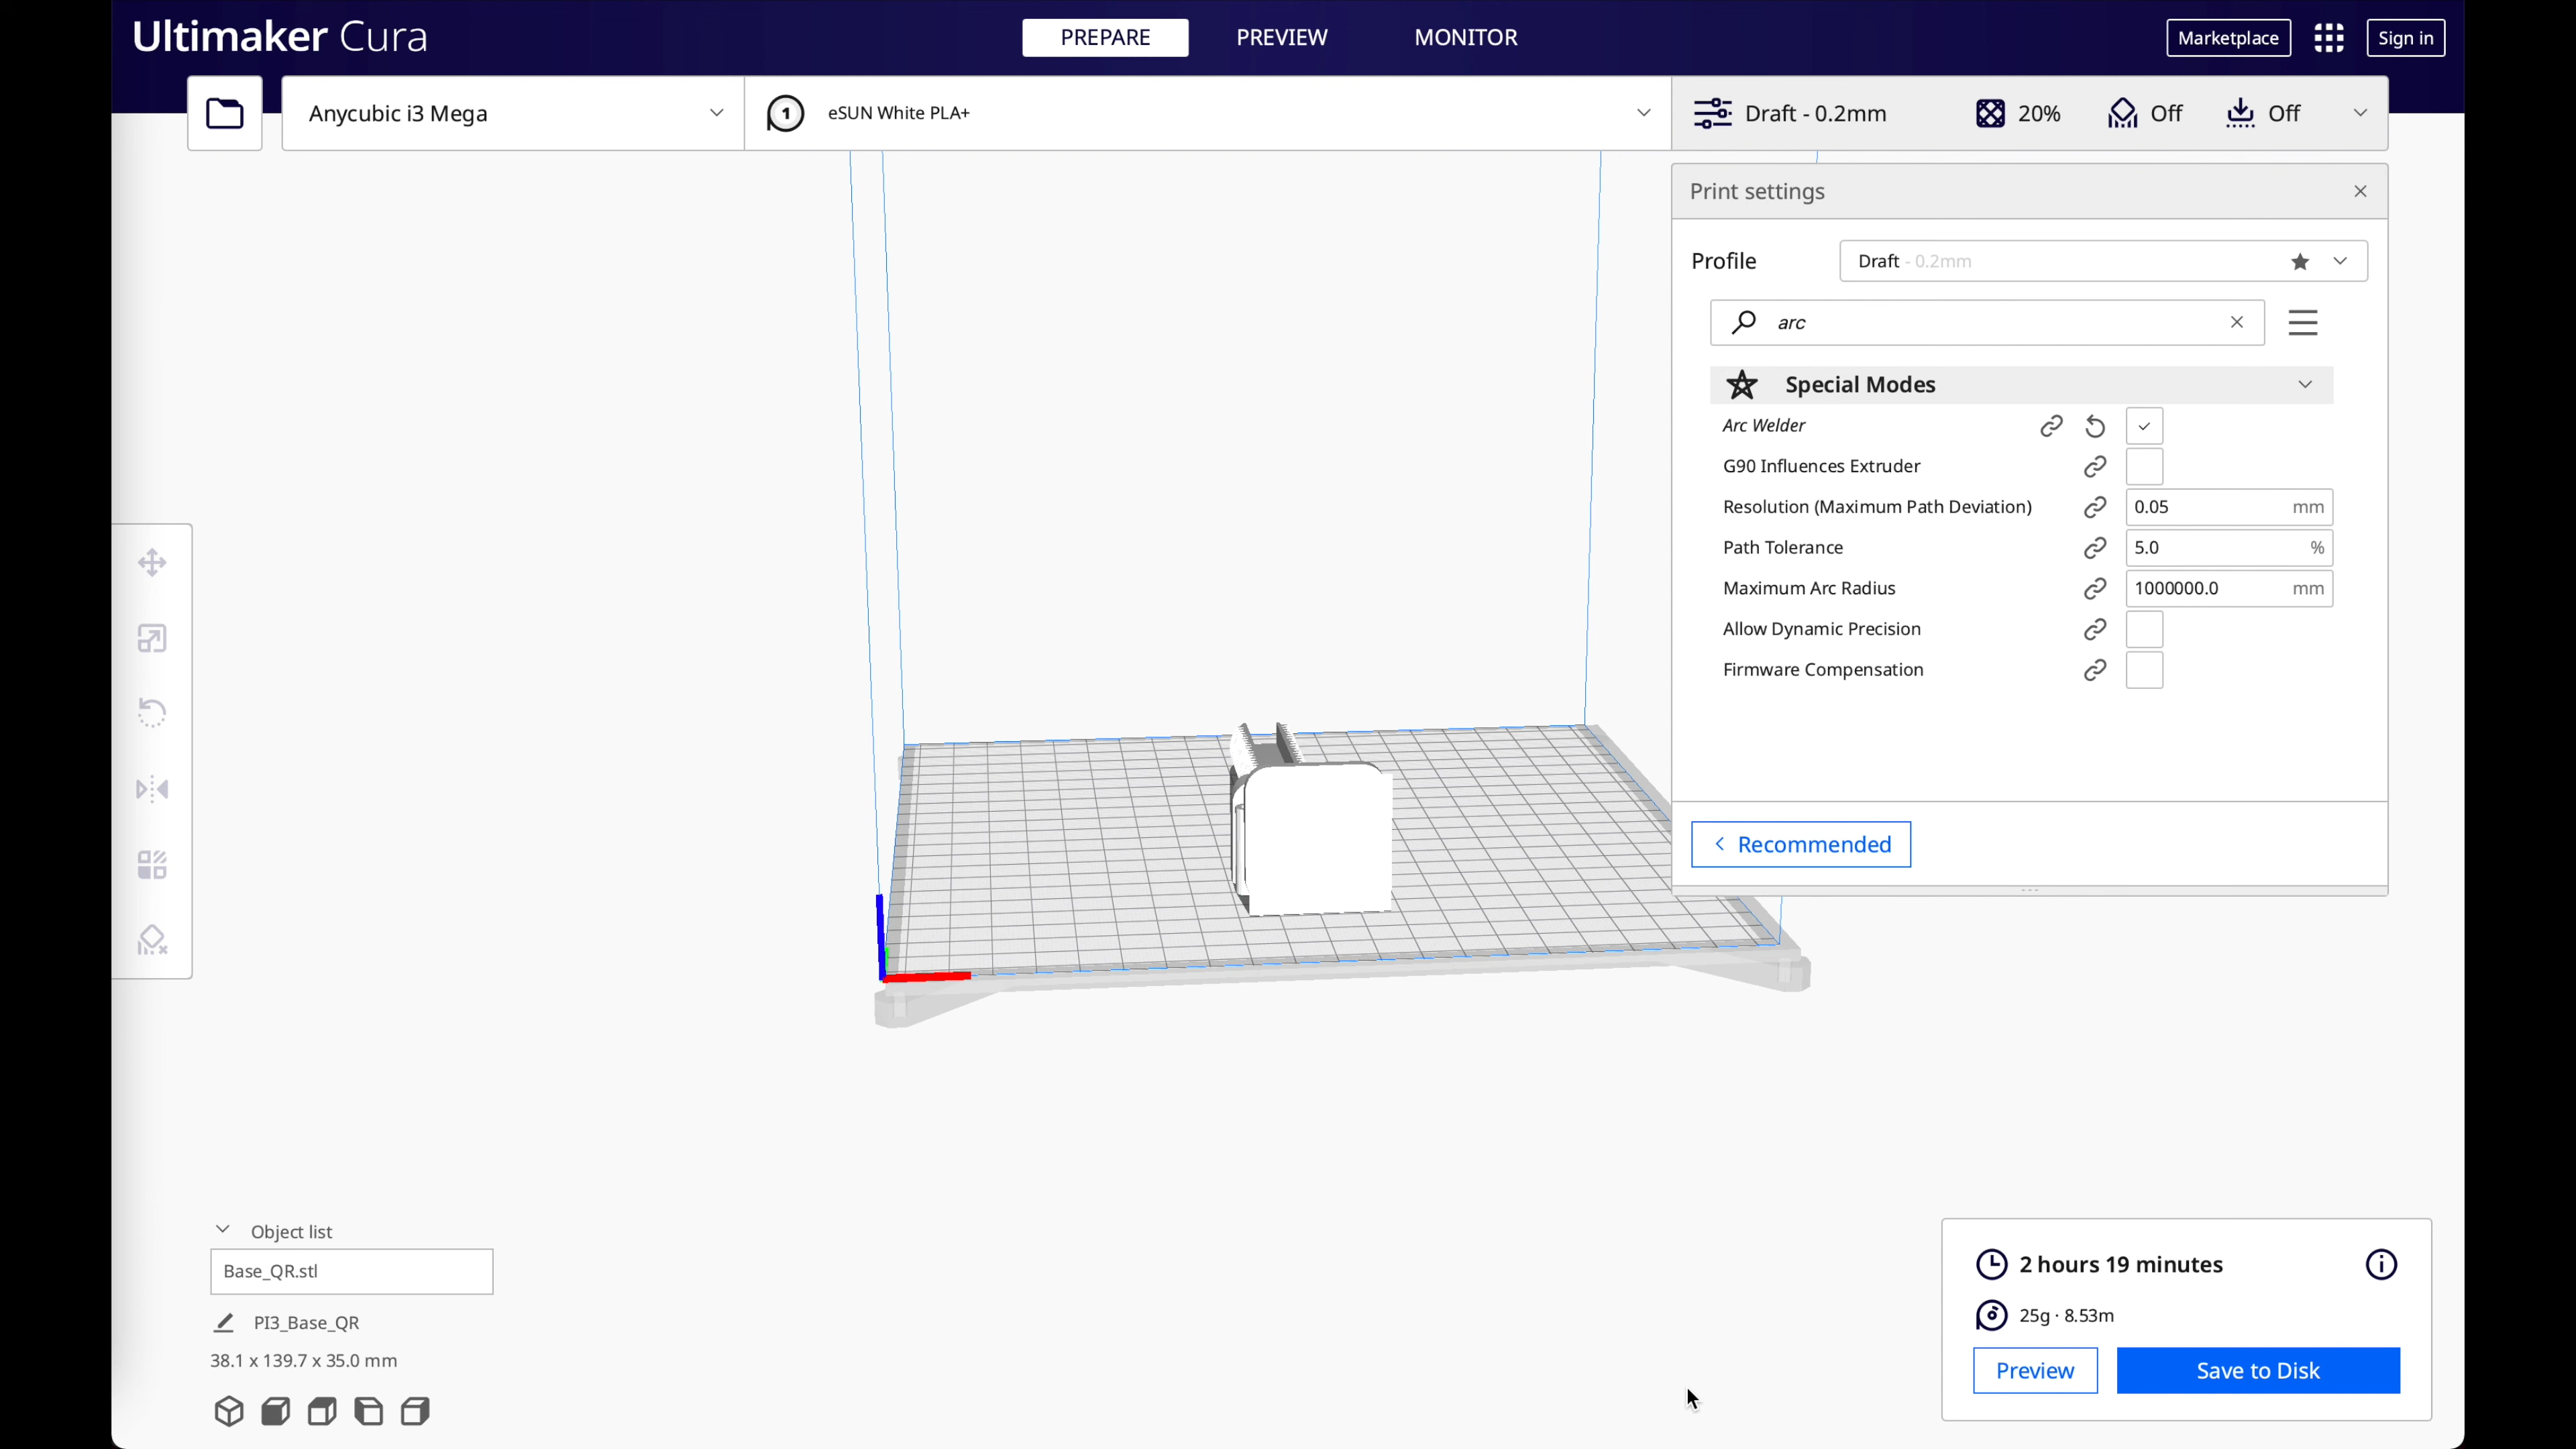 Ultimaker Cura
PREPARE
PREVIEW
MONITOR
Marketplace
Sign in
Anycubic i3 Mega
1
eSUN White PLA+
Draft - 0.2mm
20%
Off
Off
Print settings
Profile
Draft - 0.2mm
arc
Special Modes
Arc Welder
G90 Influences Extruder
Resolution (Maximum Path Deviation) 0.05 mm
Path Tolerance 5.0 %
Maximum Arc Radius 1000000.0 mm
Allow Dynamic Precision
Firmware Compensation
Recommended
Object list
Base_QR.stl
PI3_Base_QR
38.1 x 139.7 x 35.0 mm
2 hours 19 minutes
25g · 8.53m
Preview
Save to Disk